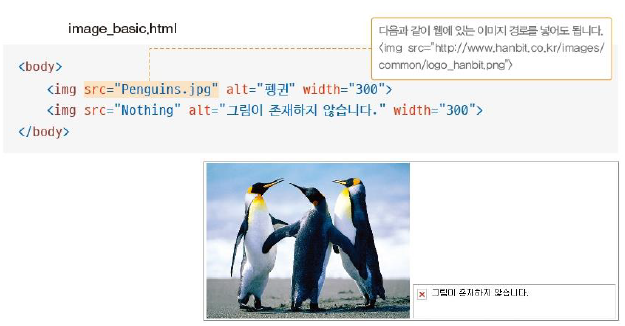 image_basic.html
다음과 같이 웹에 있는 이미지 경로를 넣어도 됩니다.
<img src="http://www.hanbit.co.kr/images/
common/logo_hanbit.png">
<body>
<img src="Penguins.jpg" alt="펭귄" width="300">
<img src="Nothing" alt="그림이 존재하지 않습니다." width="300">
</body>
그림이 존재하지 않습니다.